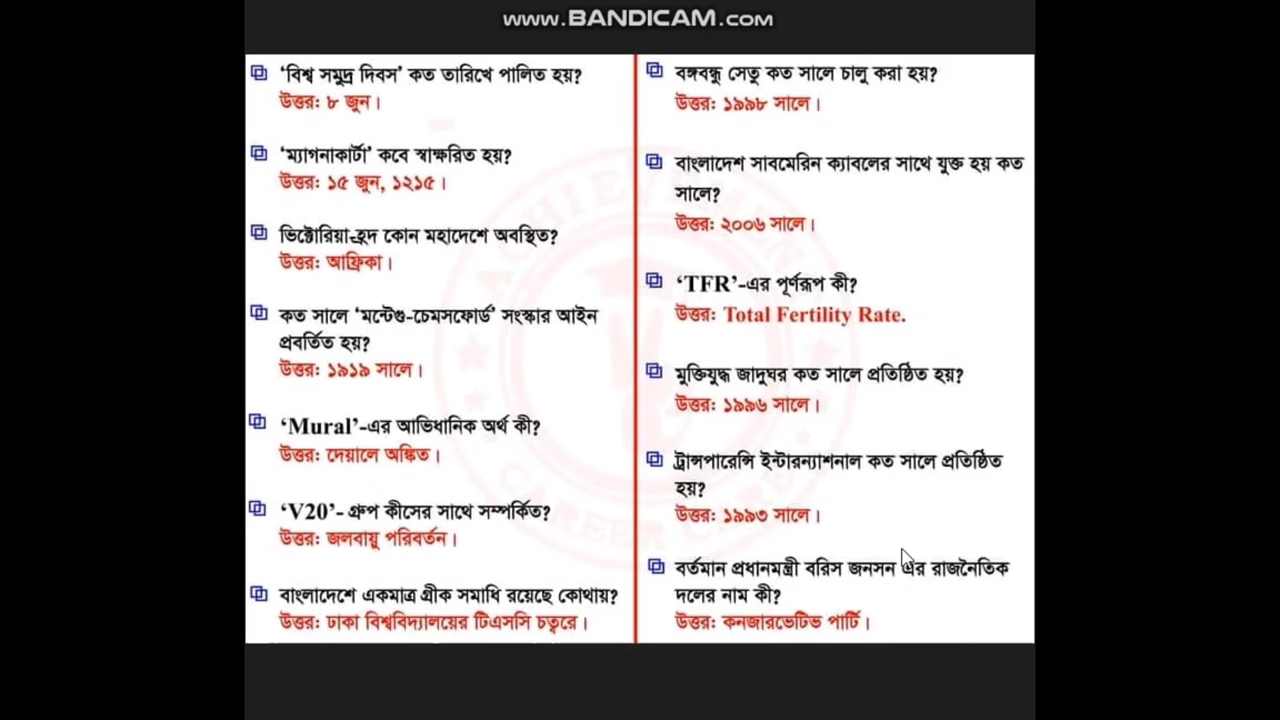 www.BANDICAM.com
‘বিশ্ব সমুদ্র দিবস’ কত তারিখে পালিত হয়?
উত্তর: ৮ জুন।
‘ম্যাগনাকার্টা’ কবে স্বাক্ষরিত হয়?
উত্তর: ১৫ জুন, ১২১৫।
ভিক্টোরিয়া-হ্রদ কোন মহাদেশে অবস্থিত?
উত্তর: আফ্রিকা।
কত সালে ‘মন্টেগু-চেমসফোর্ড’ সংস্কার আইন
প্রবর্তিত হয়?
উত্তর: ১৯১৯ সালে।
‘Mural’-এর আভিধানিক অর্থ কী?
উত্তর: দেয়ালে অঙ্কিত।
‘V20’- গ্রুপ কীসের সাথে সম্পর্কিত?
উত্তর: জলবায়ু পরিবর্তন।
বাংলাদেশে একমাত্র গ্রীক সমাধি রয়েছে কোথায়?
উত্তর: ঢাকা বিশ্ববিদ্যালয়ের টিএসসি চত্বরে।
বঙ্গবন্ধু সেতু কত সালে চালু করা হয়?
উত্তর: ১৯৯৮ সালে।
বাংলাদেশ সাবমেরিন ক্যাবলের সাথে যুক্ত হয় কত
সালে?
উত্তর: ২০০৬ সালে।
‘TFR’-এর পূর্ণরূপ কী?
উত্তর: Total Fertility Rate.
মুক্তিযুদ্ধ জাদুঘর কত সালে প্রতিষ্ঠিত হয়?
উত্তর: ১৯৯৬ সালে।
ট্রান্সপারেন্সি ইন্টারন্যাশনাল কত সালে প্রতিষ্ঠিত
হয়?
উত্তর: ১৯৯৩ সালে।
বর্তমান প্রধানমন্ত্রী বরিস জনসন এর রাজনৈতিক
দলের নাম কী?
উত্তর: কনজারভেটিভ পার্টি।